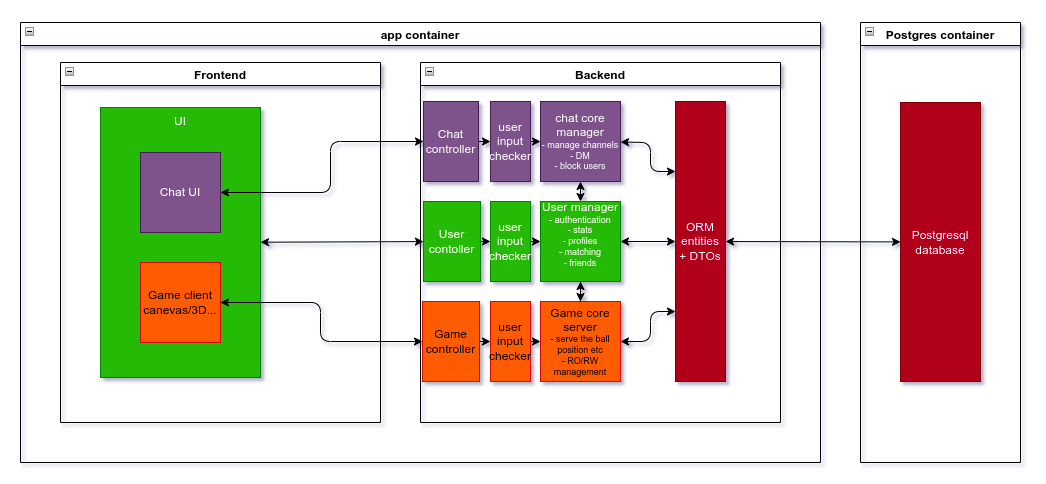 app container
Postgres container
Frontend
Backend
UI
Chat UI
Game client
canevas/3D...
Chat
controller
user
input
checker
chat core
manager
- manage channels
- DM
- block users
User
contoller
user
input
checker
User manager
- authentication
- stats
- profiles
- matching
- friends
Game
controller
user
input
checker
Game core
server
- serve the ball
position etc
- RO/RW
management
ORM
entities
+ DTOs
Postgresql
database